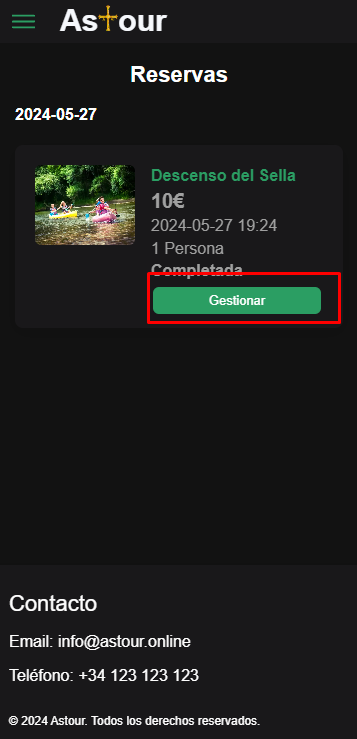 Astour
Reservas
2024-05-27
Descenso del Sella
10€
2024-05-27 19:24
1 Persona
Completada
Gestionar
Contacto
Email: info@astour.online
Teléfono: +34 123 123 123
© 2024 Astour. Todos los derechos reservados.